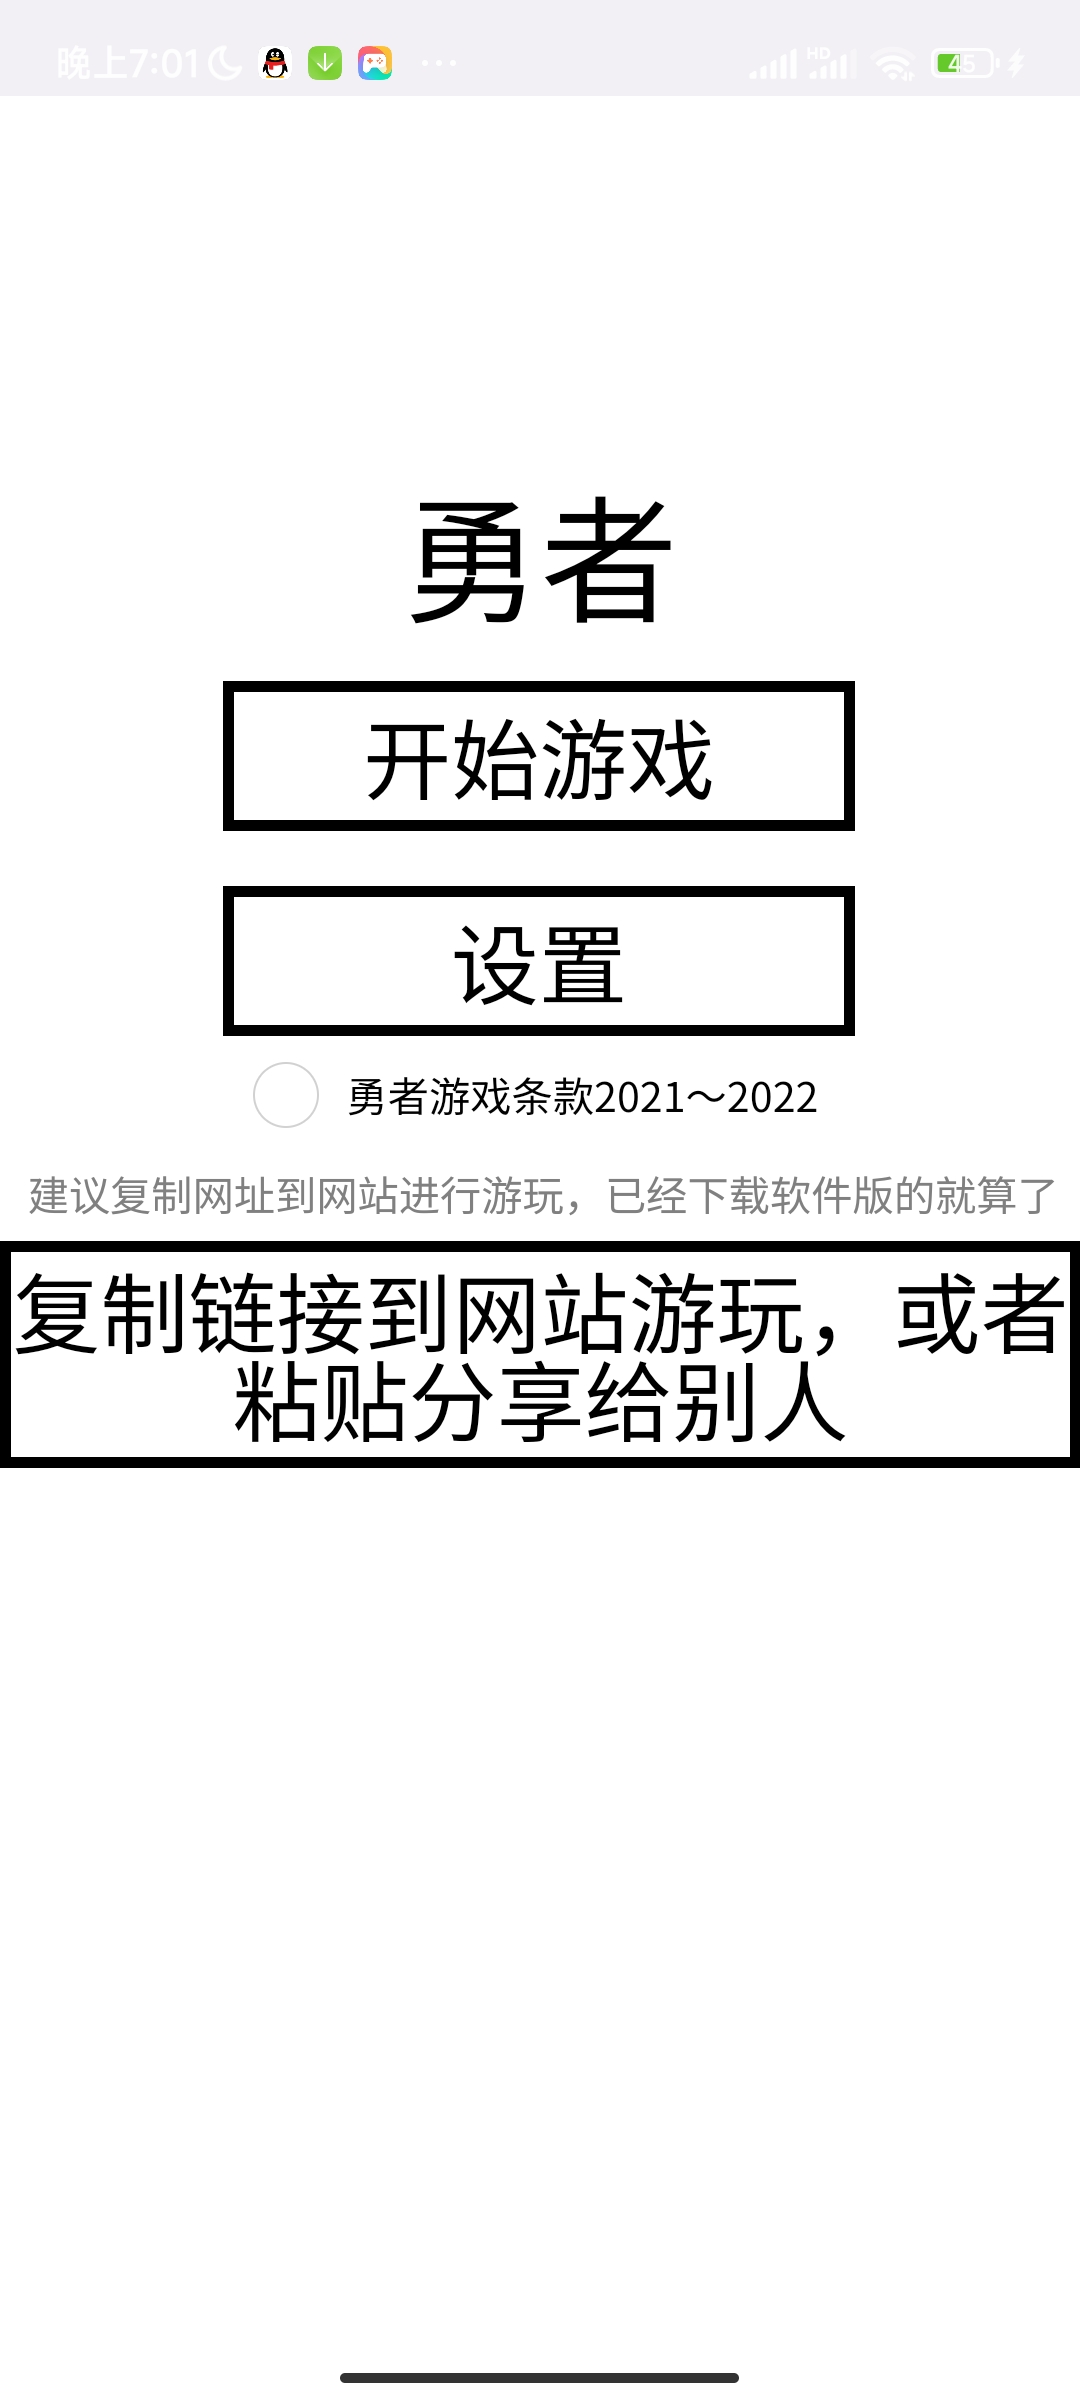 晚上7:01
HD
45
勇者
开始游戏
设置
勇者游戏条款2021～2022
建议复制网址到网站进行游玩，已经下载软件版的就算了
复制链接到网站游玩，或者
粘贴分享给别人